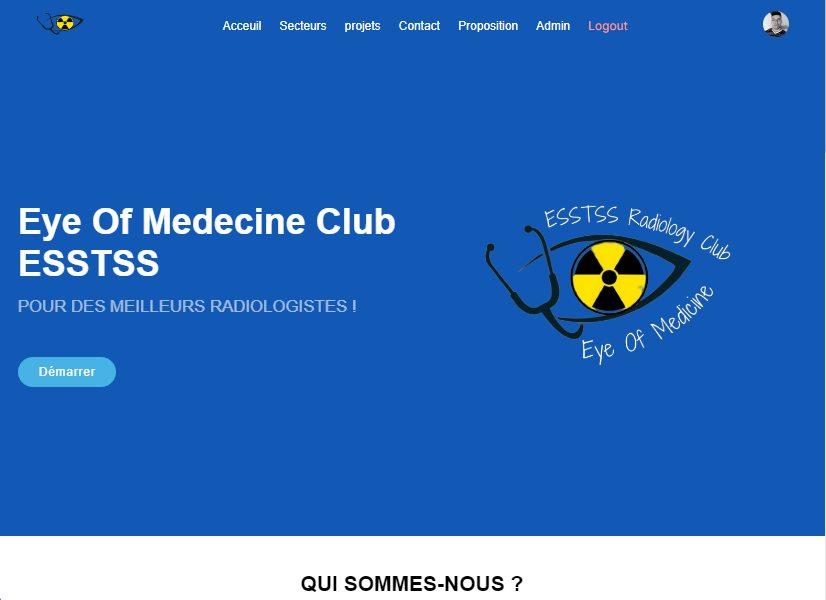 Acceuil Secteurs projets Contact Proposition Admin Logout
Eye Of Medecine Club
ESSTSS
POUR DES MEILLEURS RADIOLOGISTES !
Démarrer
ESSTSS Radiology Club
Eye Of Medicine
QUI SOMMES-NOUS ?